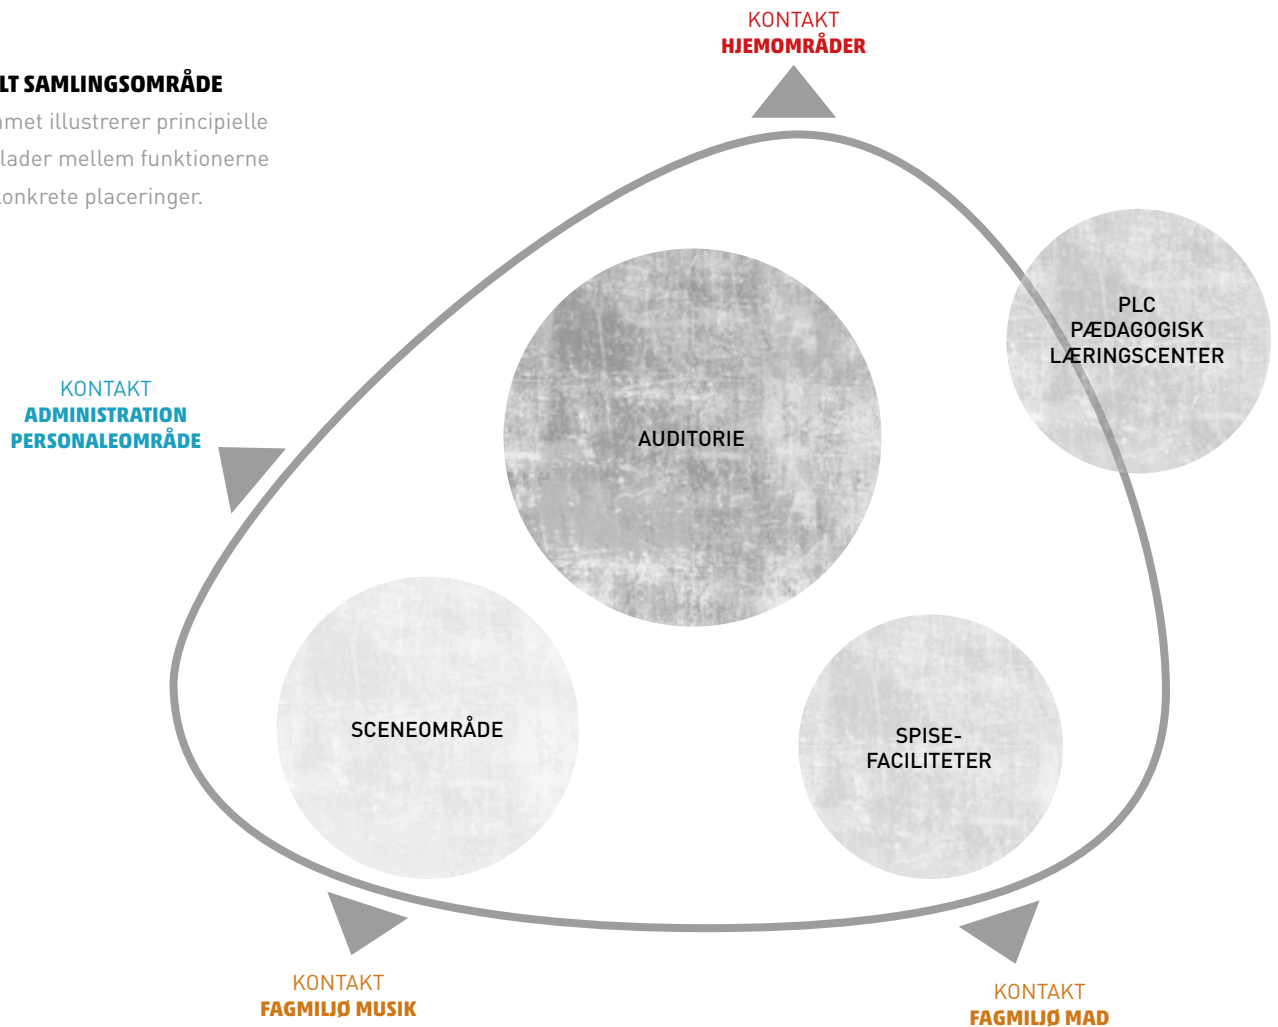 KONTAKT
HJEMOMRÅDER
LT SAMLINGSOMRÅDE
met illustrerer principielle
lader mellem funktionerne
konkrete placeringer.
PLC
PÆDAGOGISK
LÆRINGSCENTER
KONTAKT
ADMINISTRATION
PERSONALEOMRÅDE
AUDITORIE
SCENEOMRÅDE
SPISE-
FACILITETER
KONTAKT
FAGMILJØ MUSIK
KONTAKT
FAGMILJØ MAD